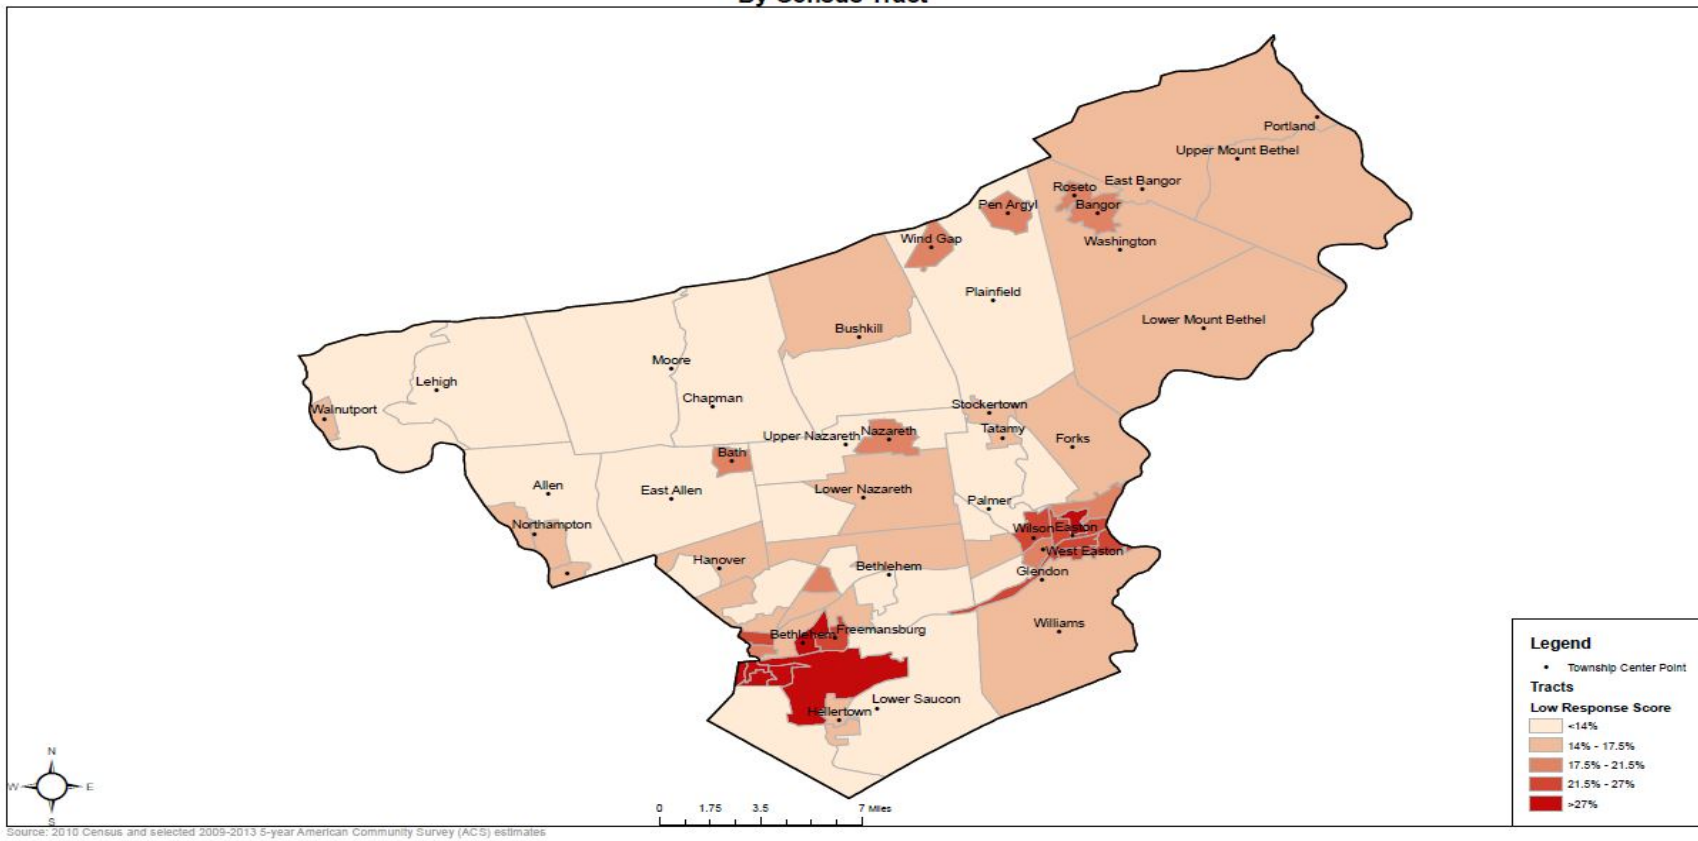 By Census Tract
Portland
Upper Mount Bethel
East Bangor
Roseto
Pen Argyl
Bangor
Wind Gap
Washington
Plainfield
Lower Mount Bethel
Bushkill
Moore
Lehigh
Chapman
Walnutport
Stockertown
Tatamy
Upper Nazareth
Nazareth
Forks
Bath
Allen
East Allen
Lower Nazareth
Palmer
Northampton
Wilson
Easton
West Easton
Hanover
Bethlehem
Glendon
Williams
Bethlehem
Freemansburg
Lower Saucon
Hellertown
Legend
Township Center Point
Tracts
Low Response Score
<14%
14% - 17.5%
17.5% - 21.5%
21.5% - 27%
>27%
N
W
E
S
0 1.75 3.5 7 Miles
Source: 2010 Census and selected 2009-2013 5-year American Community Survey (ACS) estimates